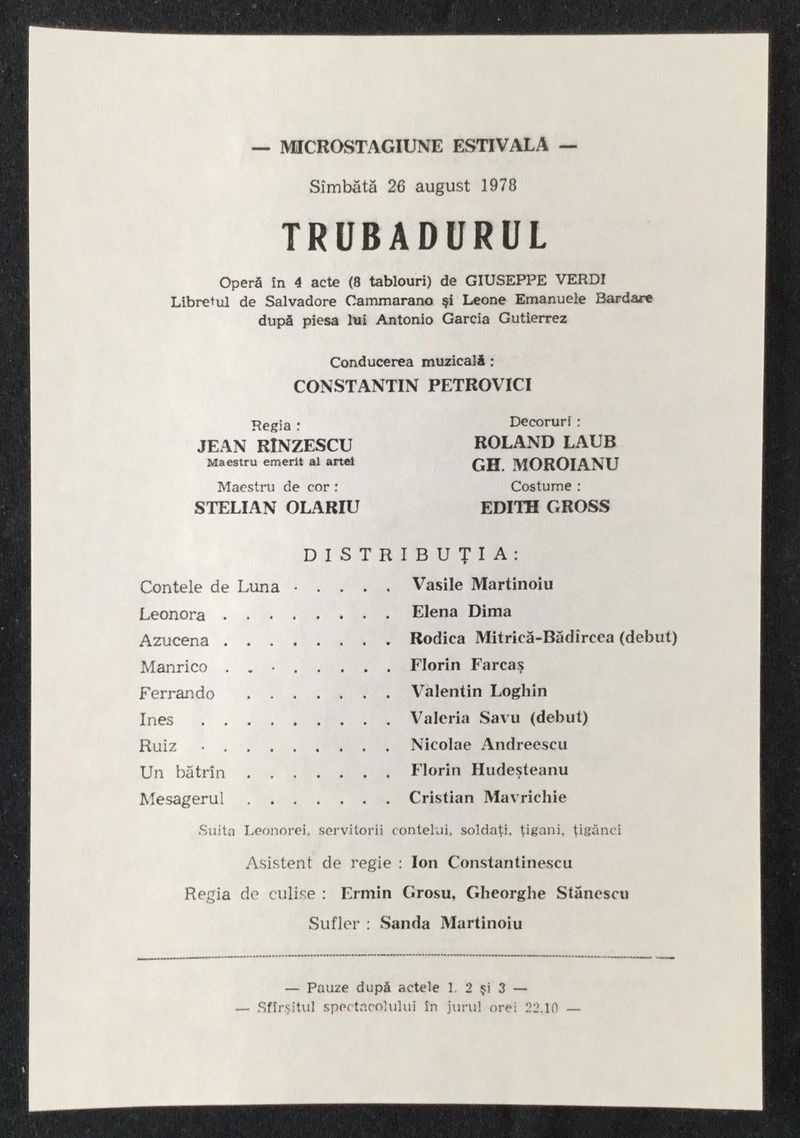 — MICROSTAGIUNE ESTIVALĂ —
Sîmbătă 26 august 1978
TRUBADURUL
Operă în 4 acte (8 tablouri) de GIUSEPPE VERDI
Libretul de Salvadore Cammarano și Leone Emanuele Bardare
după piesa lui Antonio Garcia Gutierrez
Conducerea muzicală :
CONSTANTIN PETROVICI
Regia :
JEAN RÎNZESCU
Maestru emerit al artei
Maestru de cor :
STELIAN OLARIU
Decoruri :
ROLAND LAUB
GH. MOROIANU
Costume :
EDITH GROSS
DISTRIBUȚIA:
Contele de Luna . . . . . Vasile Martinoiu
Leonora . . . . . . . . Elena Dima
Azucena . . . . . . . . Rodica Mitrică-Bădîrcea (debut)
Manrico . . . . . . . . Florin Farcaș
Ferrando . . . . . . . Valentin Loghin
Ines . . . . . . . . . Valeria Savu (debut)
Ruiz . . . . . . . . . Nicolae Andreescu
Un bătrîn . . . . . . . Florin Hudeșteanu
Mesagerul . . . . . . . Cristian Mavrichie
Suita Leonorei, servitorii contelui, soldați, țigani, țigănci
Asistent de regie : Ion Constantinescu
Regia de culise : Ermin Grosu, Gheorghe Stănescu
Sufler : Sanda Martinoiu
— Pauze după actele 1, 2 și 3 —
— Sfîrșitul spectacolului în jurul orei 22,10 —